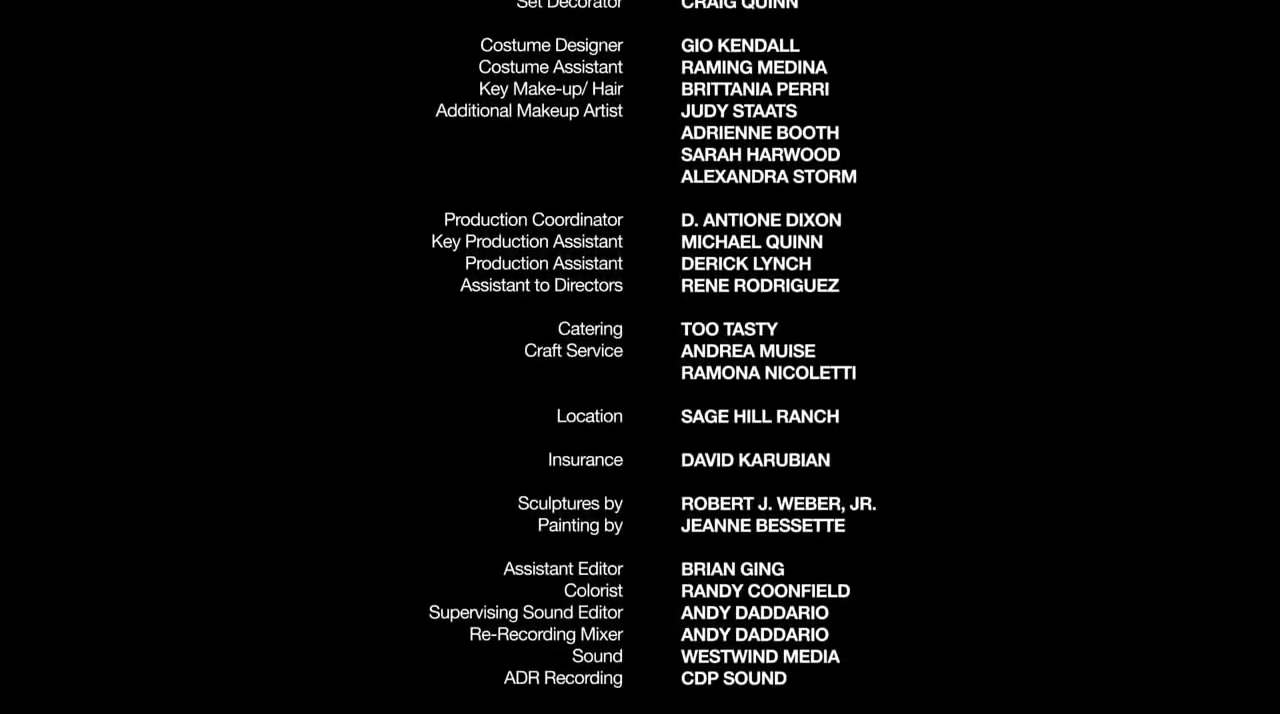 Set Decorator CRAIG QUINN
Costume Designer GIO KENDALL
Costume Assistant RAMING MEDINA
Key Make-up/ Hair BRITTANIA PERRI
Additional Makeup Artist JUDY STAATS
ADRIENNE BOOTH
SARAH HARWOOD
ALEXANDRA STORM
Production Coordinator D. ANTIONE DIXON
Key Production Assistant MICHAEL QUINN
Production Assistant DERICK LYNCH
Assistant to Directors RENE RODRIGUEZ
Catering TOO TASTY
Craft Service ANDREA MUISE
RAMONA NICOLETTI
Location SAGE HILL RANCH
Insurance DAVID KARUBIAN
Sculptures by ROBERT J. WEBER, JR.
Painting by JEANNE BESSETTE
Assistant Editor BRIAN GING
Colorist RANDY COONFIELD
Supervising Sound Editor ANDY DADDARIO
Re-Recording Mixer ANDY DADDARIO
Sound WESTWIND MEDIA
ADR Recording CDP SOUND